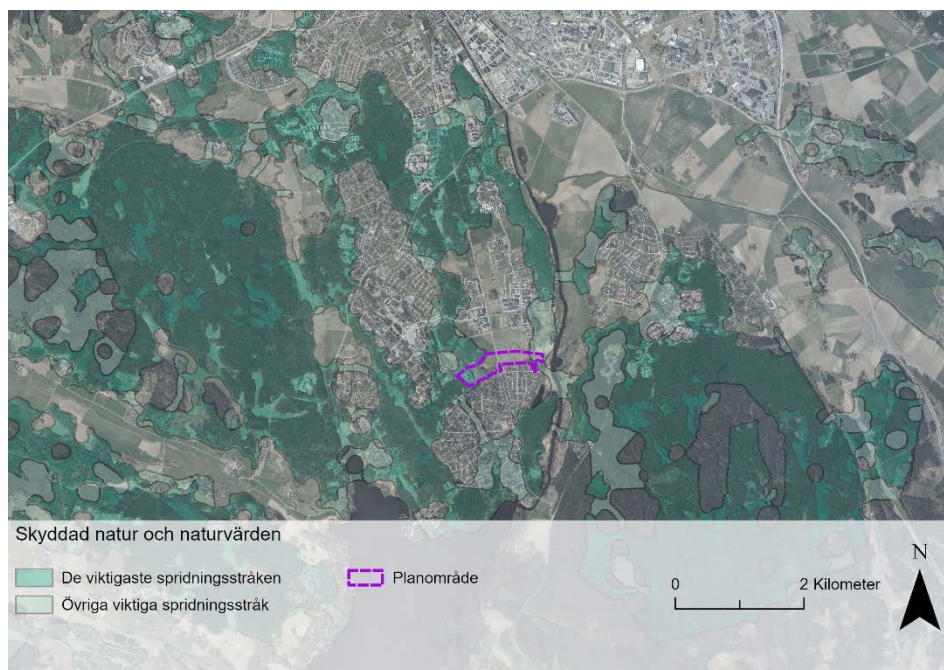 Skyddad natur och naturvärden
De viktigaste spridningsstråken
Övriga viktiga spridningsstråk
Planområde
0 2 Kilometer
N